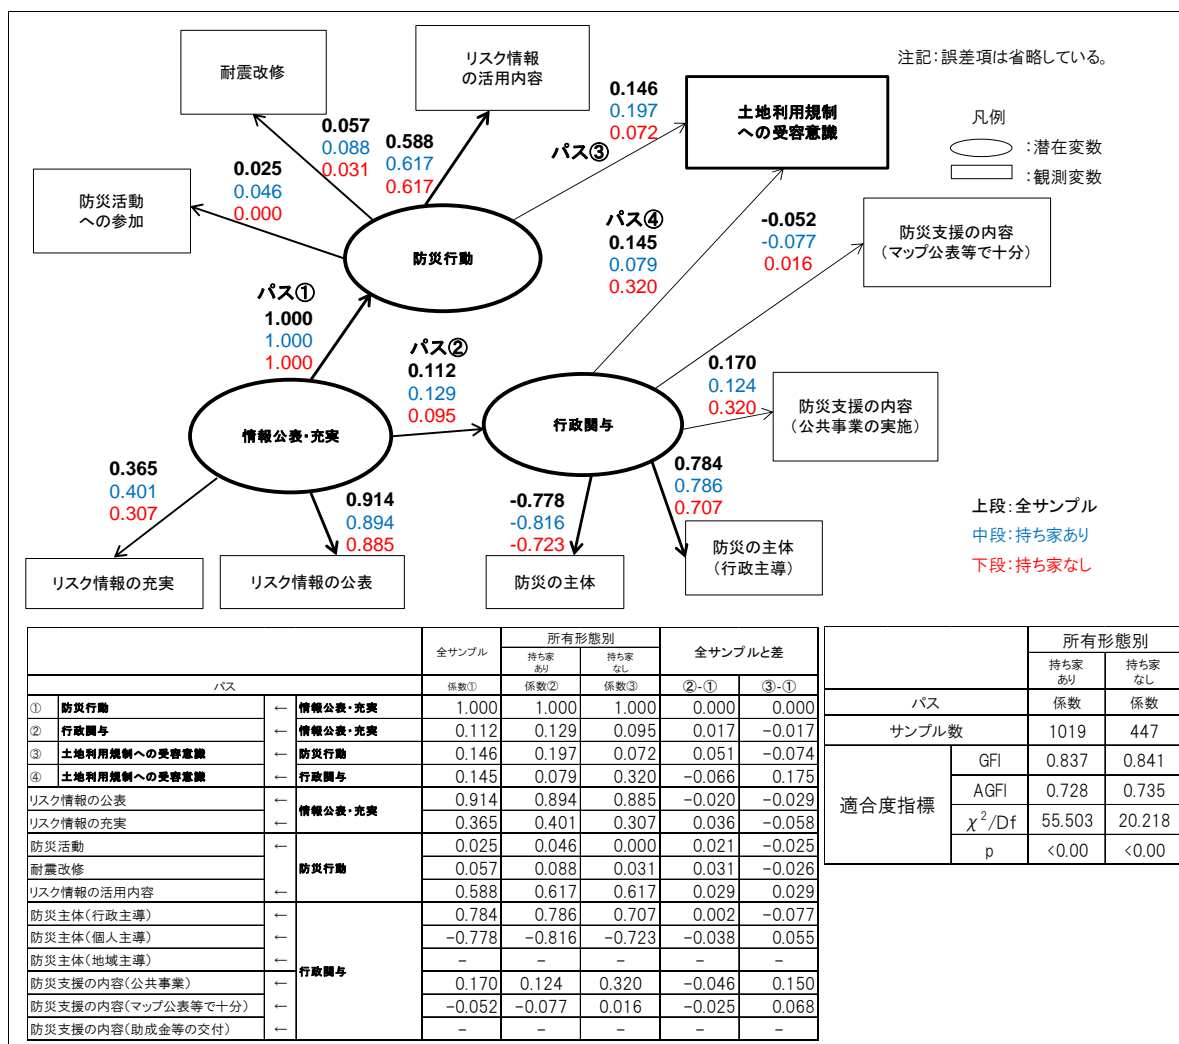 耐震改修
リスク情報
の活用内容
注記：誤差項は省略している。
土地利用規制
への受容意識
凡例
：潜在変数
：観測変数
防災活動
への参加
0.025
0.046
0.000
0.057
0.088
0.031
0.588
0.617
0.617
0.146
0.197
0.072
パス③
防災行動
パス④
0.145
0.079
0.320
-0.052
-0.077
0.016
防災支援の内容
（マップ公表等で十分）
パス①
1.000
1.000
1.000
パス②
0.112
0.129
0.095
0.170
0.124
0.320
防災支援の内容
（公共事業の実施）
情報公表・充実
行政関与
0.365
0.401
0.307
0.914
0.894
0.885
-0.778
-0.816
-0.723
0.784
0.786
0.707
上段：全サンプル
中段：持ち家あり
下段：持ち家なし
リスク情報の充実
リスク情報の公表
防災の主体
防災の主体
（行政主導）
全サンプル 所有形態別 全サンプルと差
持ち家あり 持ち家なし
パス 係数① 係数② 係数③ ②-① ③-①
① 防災行動 ← 情報公表・充実 1.000 1.000 1.000 0.000 0.000
② 行政関与 ← 情報公表・充実 0.112 0.129 0.095 0.017 −0.017
③ 土地利用規制への受容意識 ← 防災行動 0.146 0.197 0.072 0.051 −0.074
④ 土地利用規制への受容意識 ← 行政関与 0.145 0.079 0.320 −0.066 0.175
リスク情報の公表 ← 情報公表・充実 0.914 0.894 0.885 −0.020 −0.029
リスク情報の充実 ← 0.365 0.401 0.307 0.036 −0.058
防災活動 防災行動 0.025 0.046 0.000 0.021 −0.025
耐震改修 0.057 0.088 0.031 0.031 −0.026
リスク情報の活用内容 ← 0.588 0.617 0.617 0.029 0.029
防災主体(行政主導) ← 行政関与 0.784 0.786 0.707 0.002 −0.077
防災主体(個人主導) ← −0.778 −0.816 −0.723 −0.038 0.055
防災主体(地域主導) ← − − − − −
防災支援の内容(公共事業) ← 0.170 0.124 0.320 −0.046 0.150
防災支援の内容(マップ公表等で十分) ← −0.052 −0.077 0.016 −0.025 0.068
防災支援の内容(助成金等の交付) ← − − − − −
所有形態別
持ち家あり 持ち家なし
パス 係数 係数
サンプル数 1019 447
適合度指標 GFI 0.837 0.841
AGFI 0.728 0.735
χ²/Df 55.503 20.218
p <0.00 <0.00